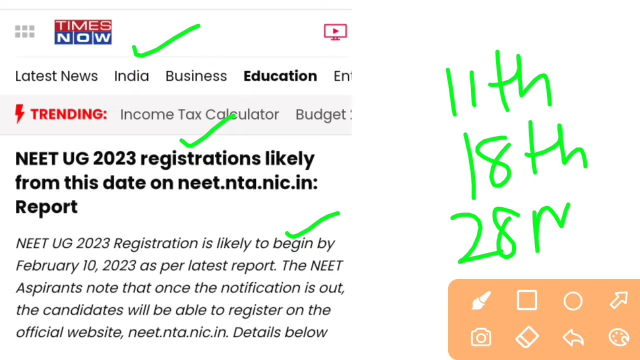 TIMES
NOW
Latest News India Business Education
TRENDING: Income Tax Calculator Budget
NEET UG 2023 registrations likely
from this date on neet.nta.nic.in:
Report
NEET UG 2023 Registration is likely to begin by
February 10, 2023 as per latest report. The NEET
Aspirants note that once the notification is out,
the candidates will be able to register on the
official website, neet.nta.nic.in. Details below
11th
18th
28